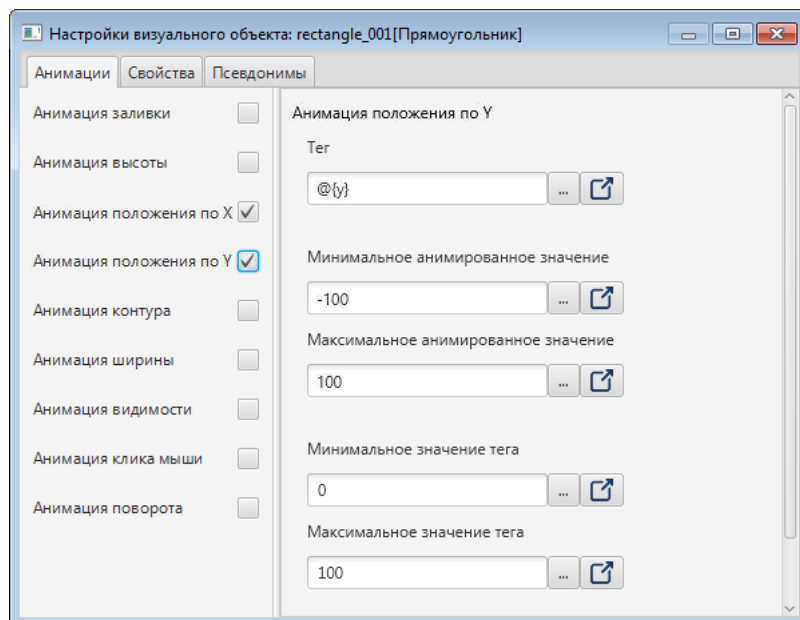 Настройки визуального объекта: rectangle_001[Прямоугольник]
Анимации Свойства Псевдонимы
Анимация заливки
Анимация высоты
Анимация положения по X
Анимация положения по Y
Анимация контура
Анимация ширины
Анимация видимости
Анимация клика мыши
Анимация поворота
Анимация положения по Y
Тег
@{y} ...
Минимальное анимированное значение
-100 ...
Максимальное анимированное значение
100 ...
Минимальное значение тега
0 ...
Максимальное значение тега
100 ...